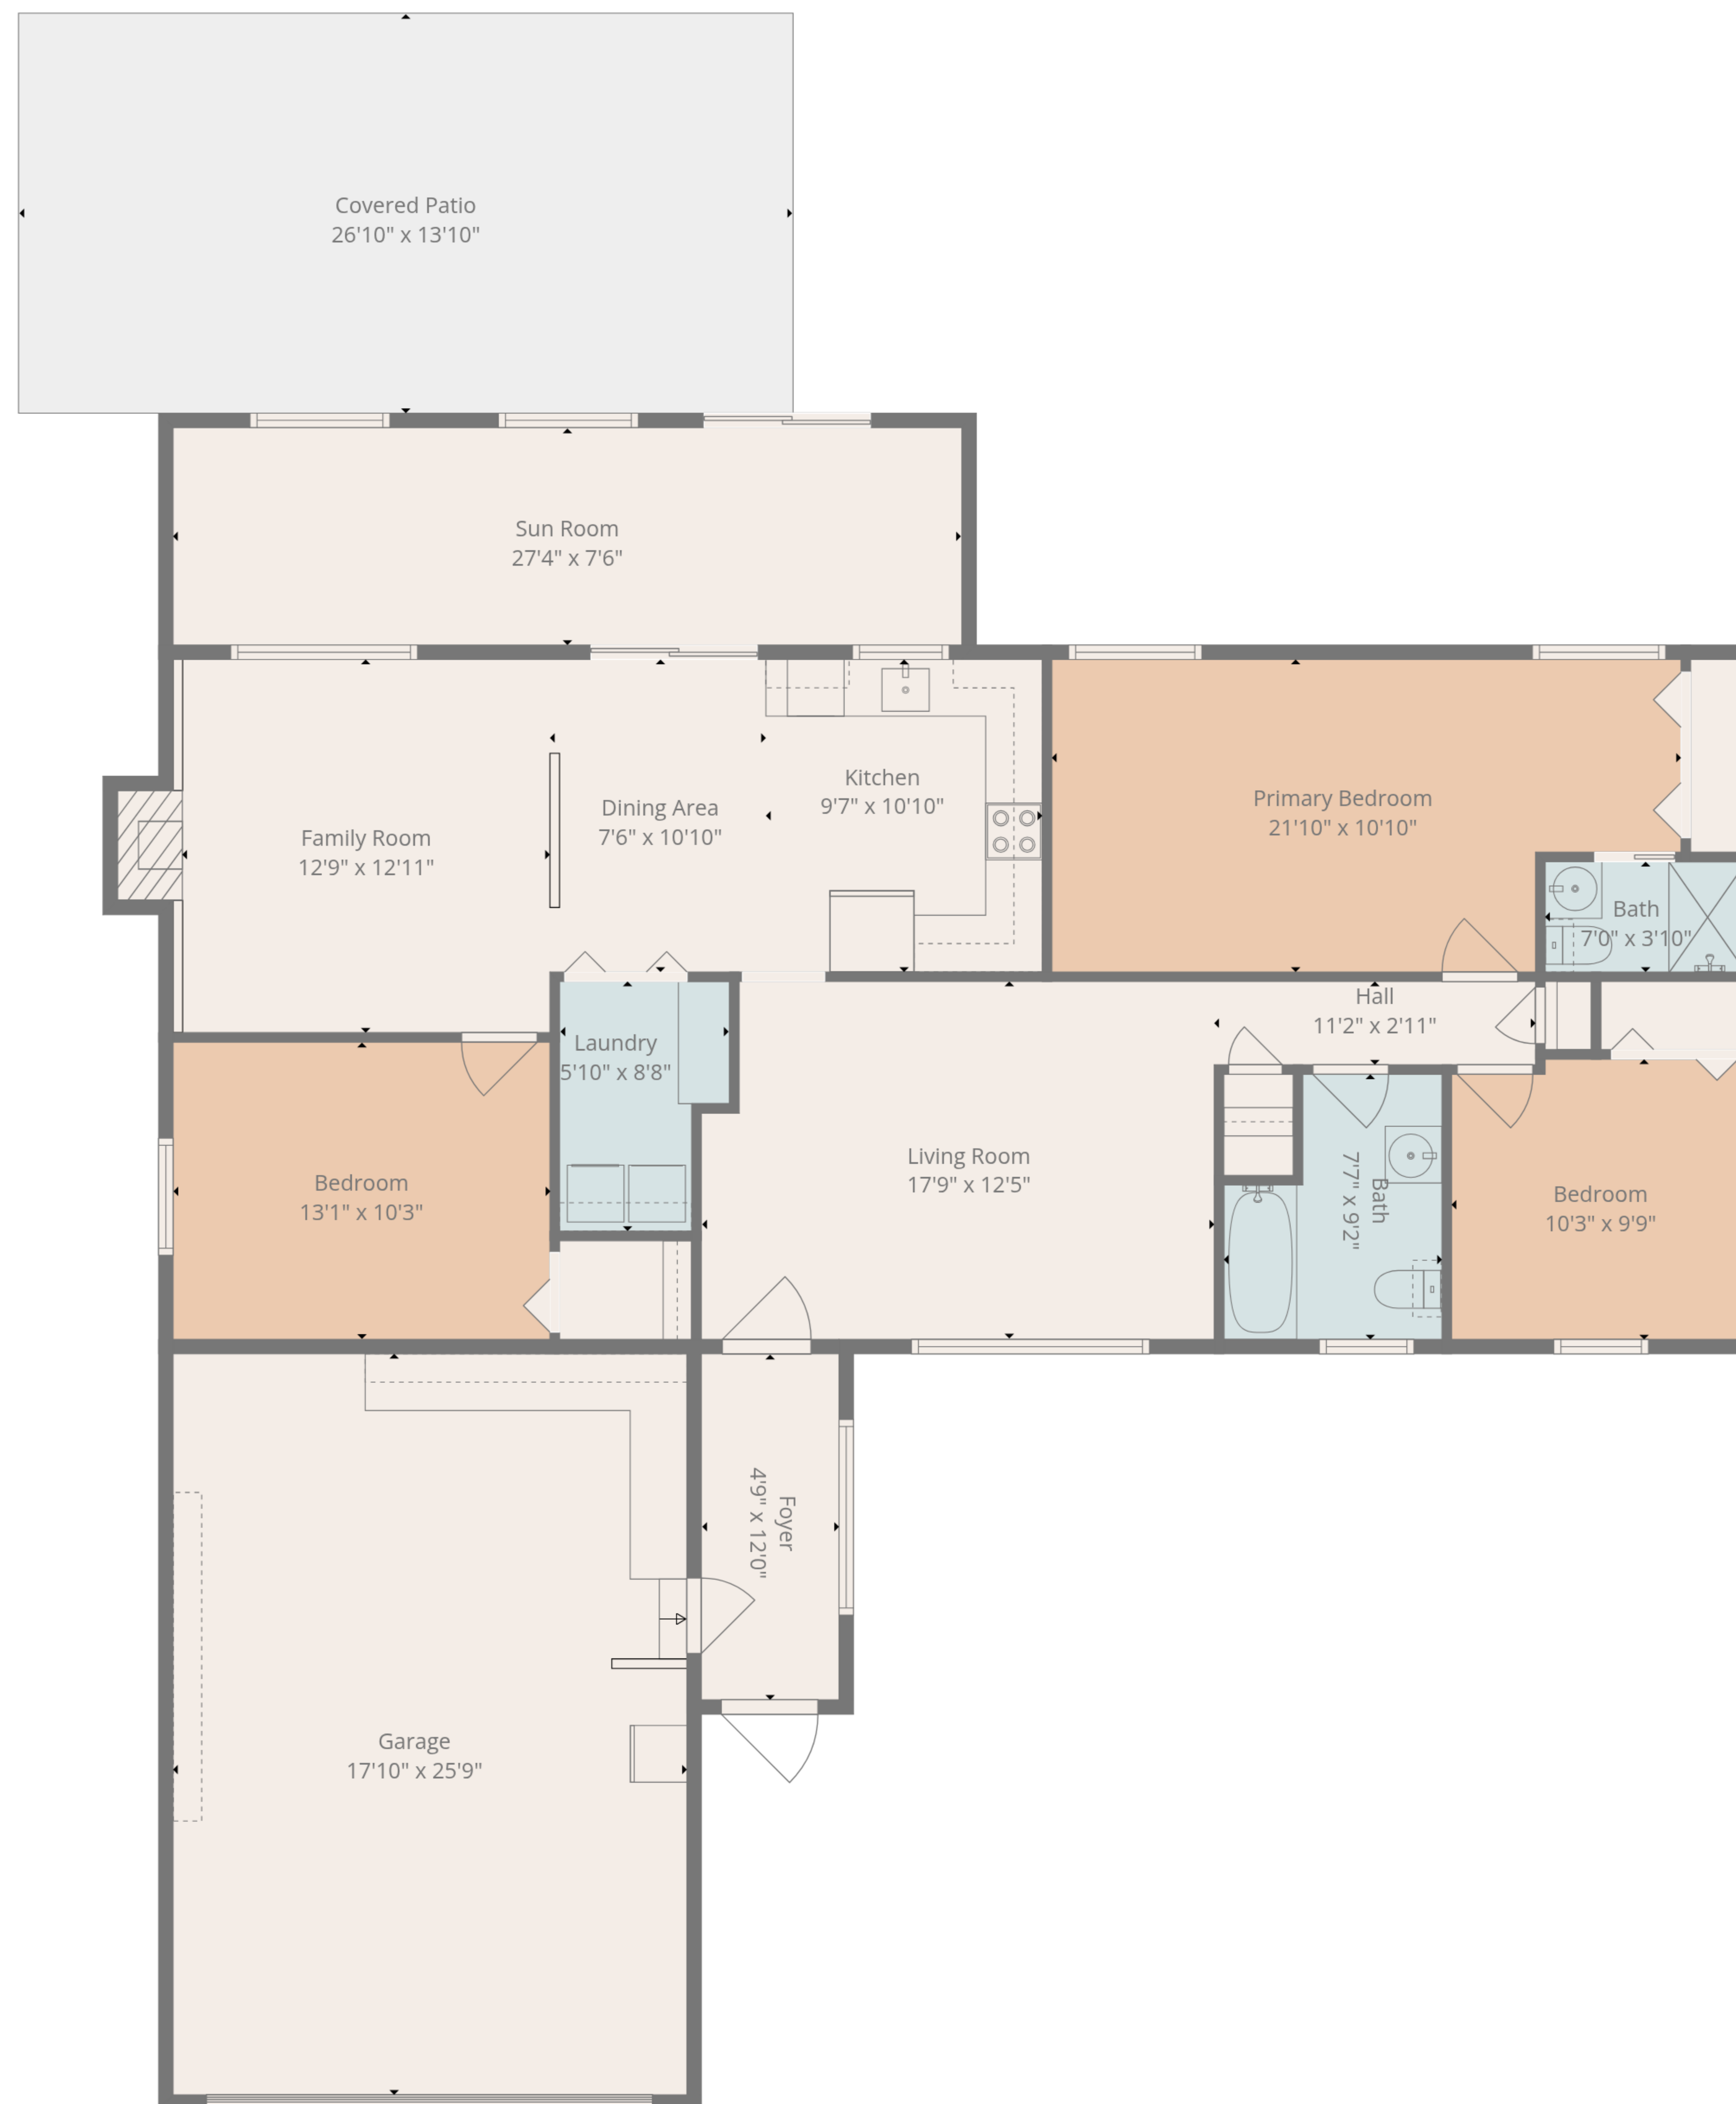 Covered Patio
26'10" x 13'10"
Sun Room
27'4" x 7'6"
Family Room
12'9" x 12'11"
Dining Area
7'6" x 10'10"
Kitchen
9'7" x 10'10"
Primary Bedroom
21'10" x 10'10"
Bath
7'0" x 3'10"
Hall
11'2" x 2'11"
Laundry
5'10" x 8'8"
Bedroom
13'1" x 10'3"
Living Room
17'9" x 12'5"
Bath
7'7" x 9'2"
Bedroom
10'3" x 9'9"
Foyer
4'9" x 12'0"
Garage
17'10" x 25'9"